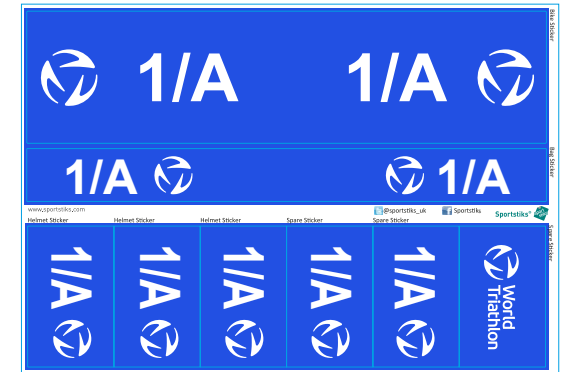 1/A 1/A
Bike Sticker
1/A 1/A
Bag Sticker
www.sportstiks.com @sportstiks_uk Sportstiks Sportstiks®
Helmet Sticker Helmet Sticker Helmet Sticker Spare Sticker Spare Sticker
1/A 1/A 1/A 1/A 1/A
World
Triathlon
Spare Sticker